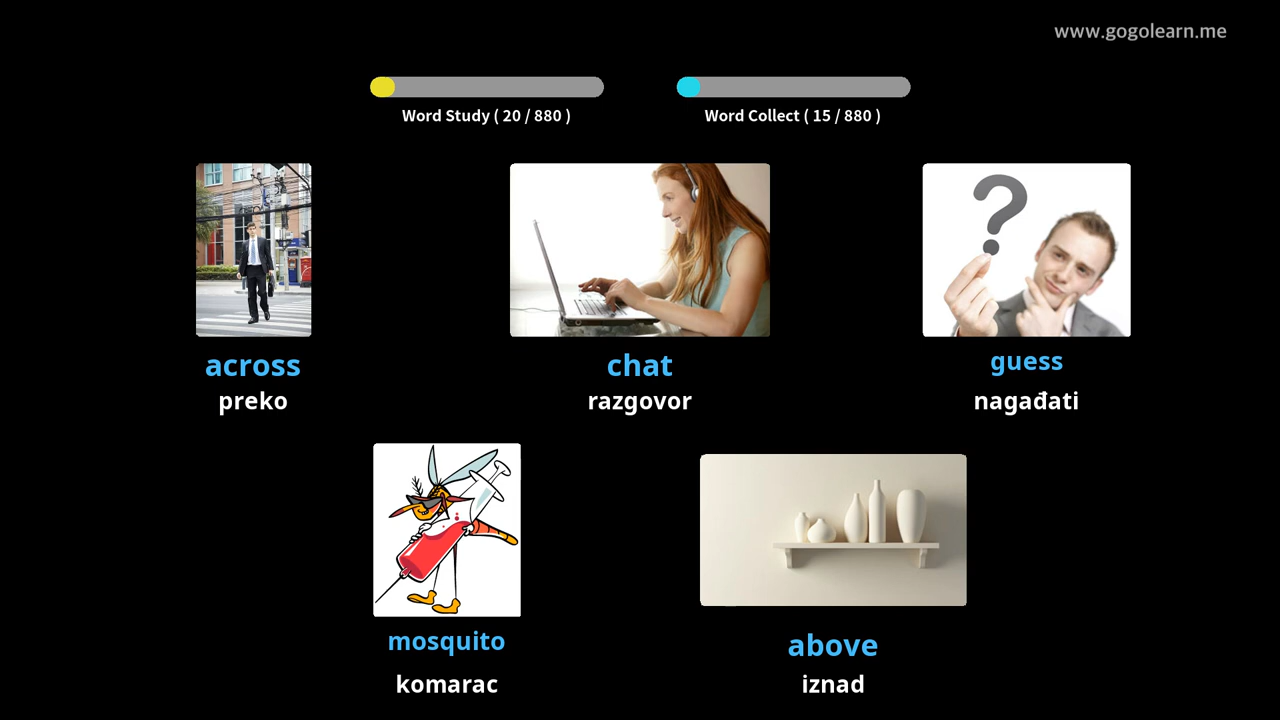 www.gogolearn.me
Word Study ( 20 / 880 )
Word Collect ( 15 / 880 )
across
preko
chat
razgovor
guess
nagađati
mosquito
komarac
above
iznad